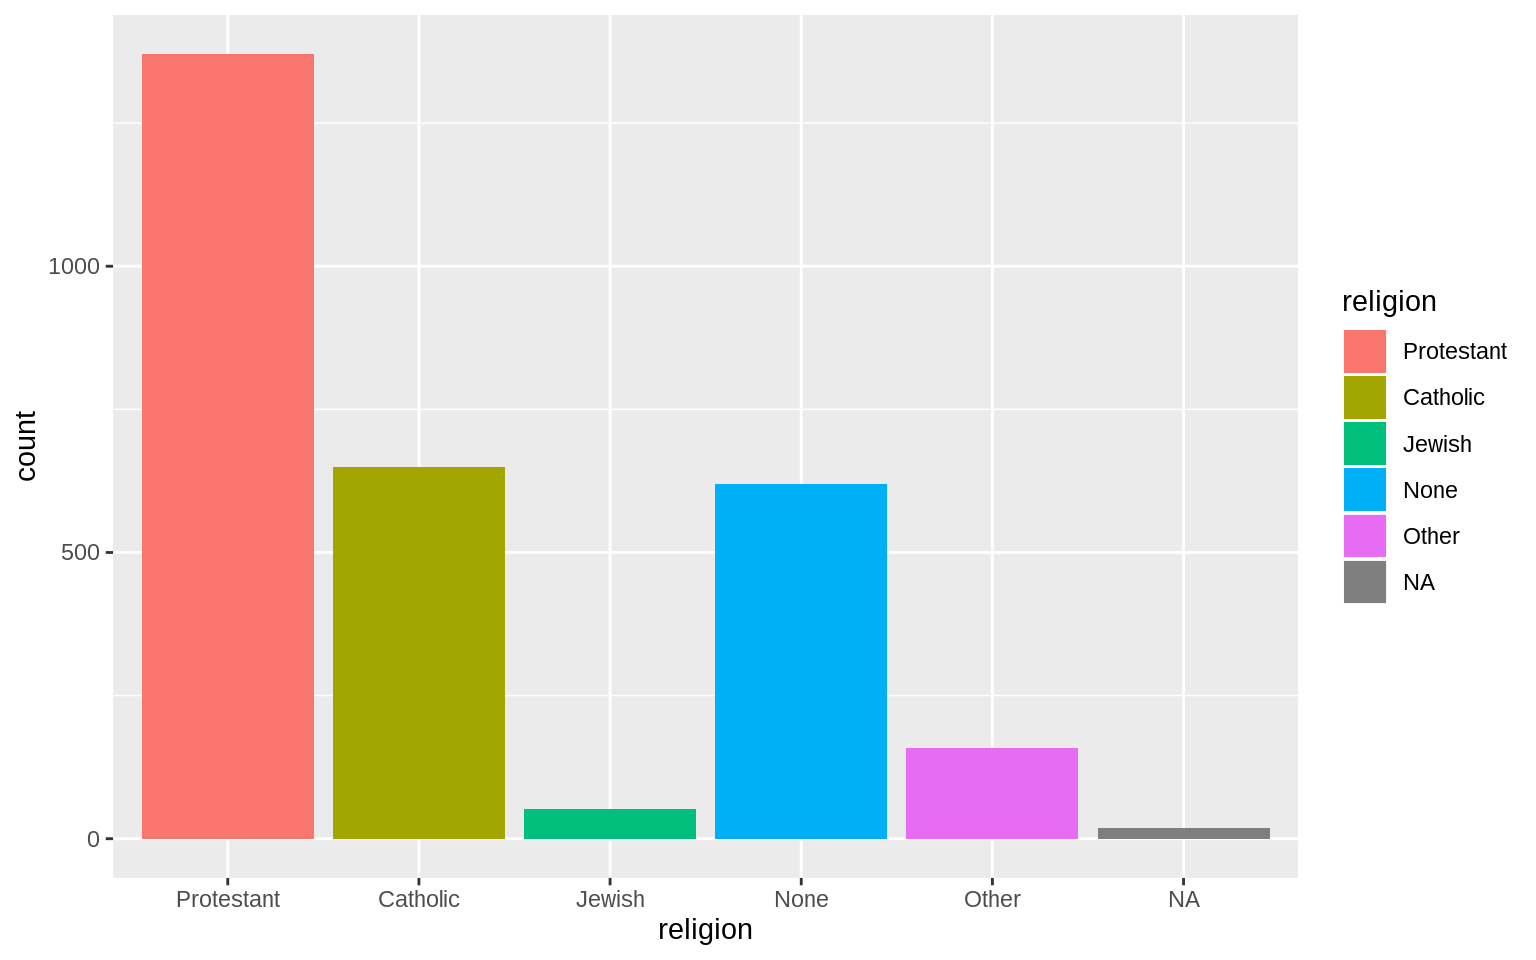 count
1000
500
0
Protestant
Catholic
Jewish
None
Other
NA
religion
religion
Protestant
Catholic
Jewish
None
Other
NA